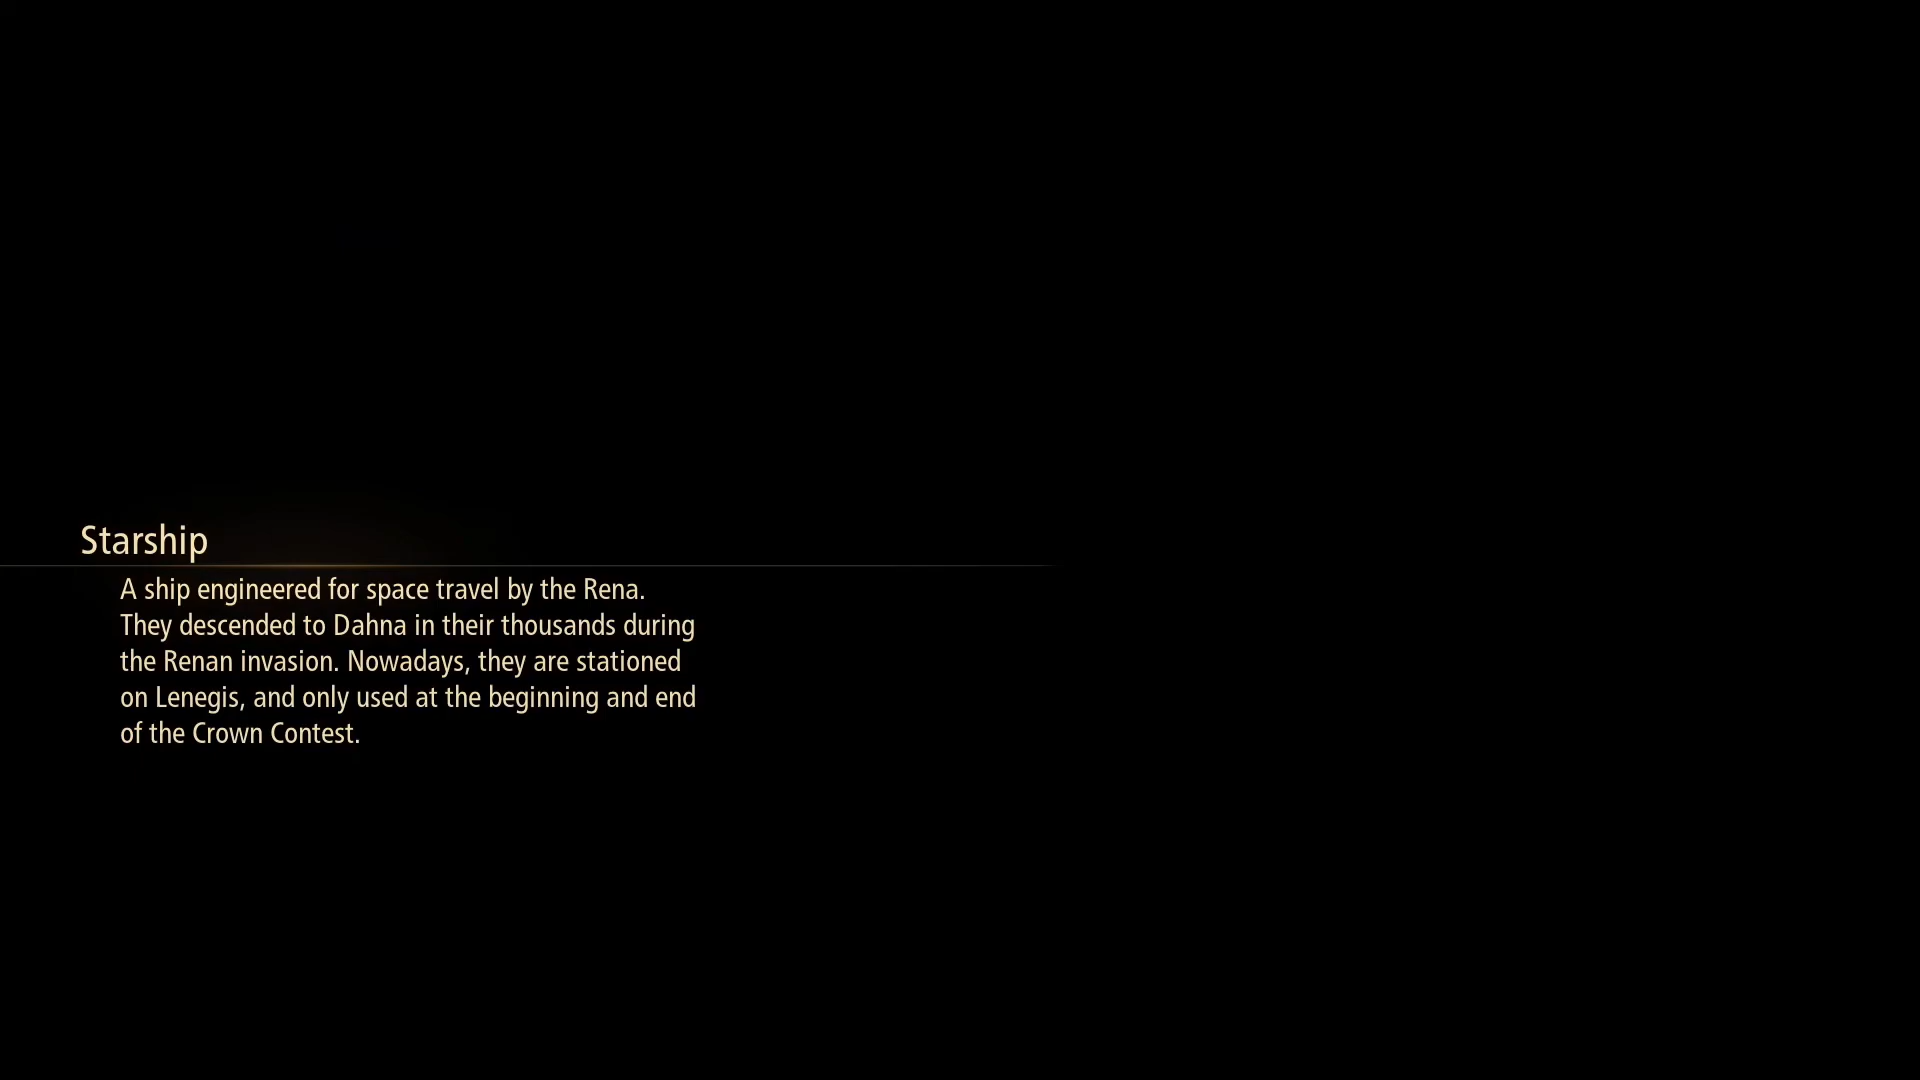 Starship
A ship engineered for space travel by the Rena.
They descended to Dahna in their thousands during
the Renan invasion. Nowadays, they are stationed
on Lenegis, and only used at the beginning and end
of the Crown Contest.